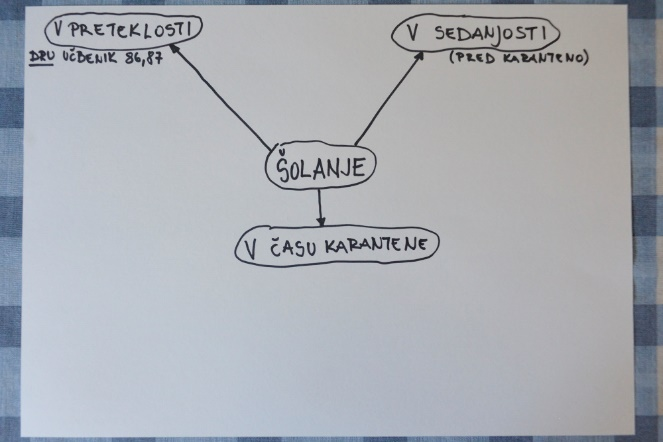 V PRETEKLOSTI
DRU UČBENIK 86,87
V SEDANJOSTI
(PRED KARANTENO)
ŠOLANJE
V ČASU KARANTENE